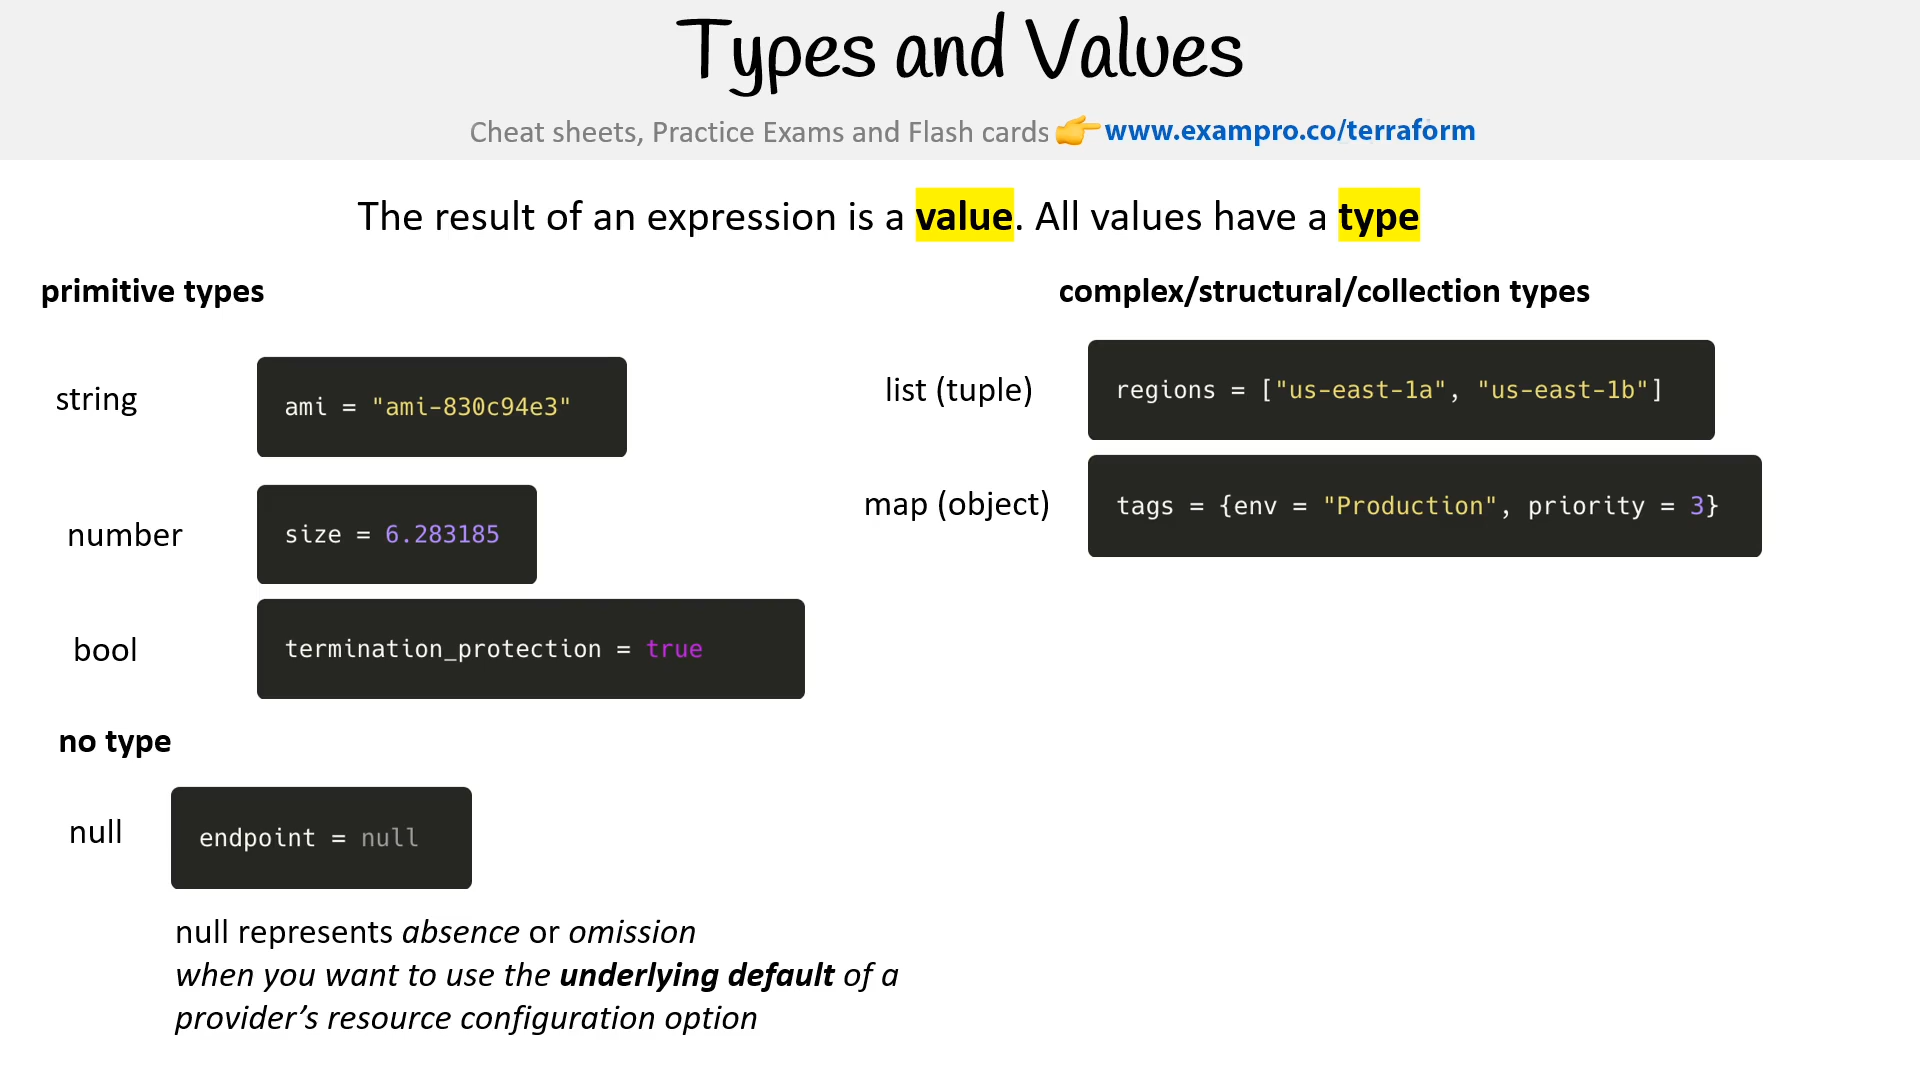 Types and Values
Cheat sheets, Practice Exams and Flash cards 👉 www.exampro.co/terraform
The result of an expression is a value. All values have a type
primitive types
string
ami = "ami-830c94e3"
number
size = 6.283185
bool
termination_protection = true
no type
null
endpoint = null
null represents absence or omission
when you want to use the underlying default of a
provider’s resource configuration option
complex/structural/collection types
list (tuple)
regions = ["us-east-1a", "us-east-1b"]
map (object)
tags = {env = "Production", priority = 3}